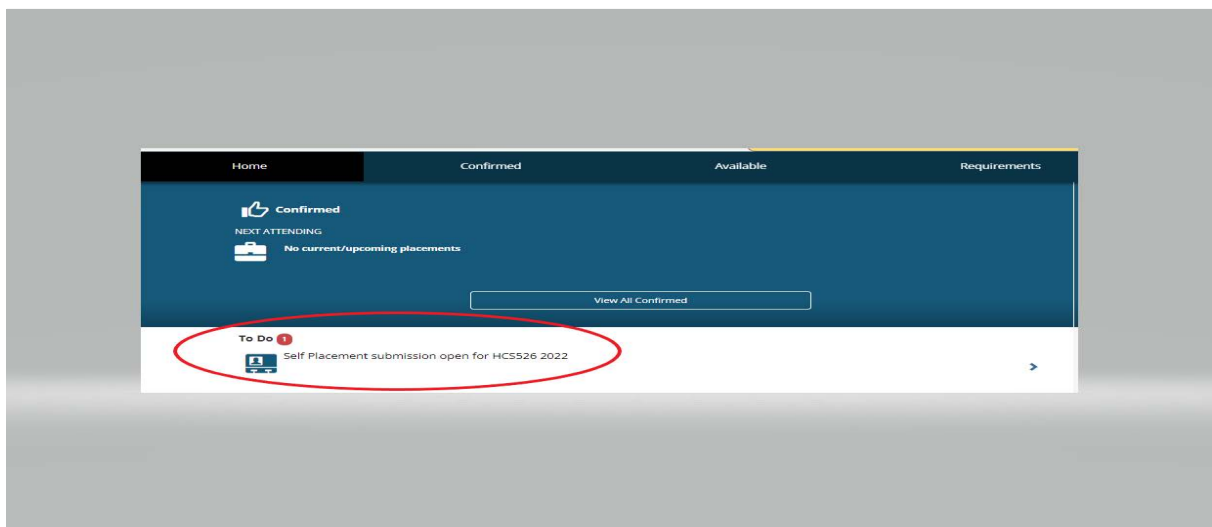 Home Confirmed Available Requirements
Confirmed
NEXT ATTENDING
No current/upcoming placements
View All Confirmed
To Do 1
Self Placement submission open for HCS526 2022